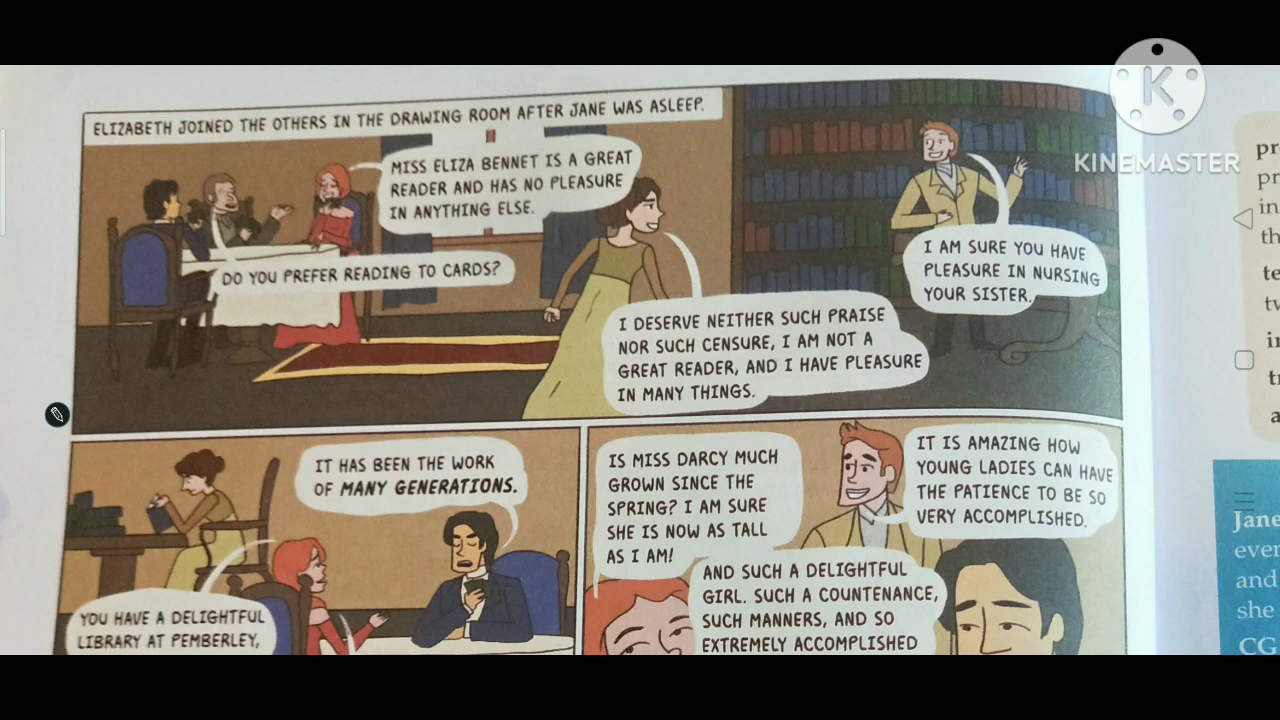 ELIZABETH JOINED THE OTHERS IN THE DRAWING ROOM AFTER JANE WAS ASLEEP.
MISS ELIZA BENNET IS A GREAT
READER AND HAS NO PLEASURE
IN ANYTHING ELSE.
DO YOU PREFER READING TO CARDS?
I DESERVE NEITHER SUCH PRAISE
NOR SUCH CENSURE, I AM NOT A
GREAT READER, AND I HAVE PLEASURE
IN MANY THINGS.
I AM SURE YOU HAVE
PLEASURE IN NURSING
YOUR SISTER.
IT HAS BEEN THE WORK
OF MANY GENERATIONS.
YOU HAVE A DELIGHTFUL
LIBRARY AT PEMBERLEY,
IS MISS DARCY MUCH
GROWN SINCE THE
SPRING? I AM SURE
SHE IS NOW AS TALL
AS I AM!
IT IS AMAZING HOW
YOUNG LADIES CAN HAVE
THE PATIENCE TO BE SO
VERY ACCOMPLISHED.
AND SUCH A DELIGHTFUL
GIRL. SUCH A COUNTENANCE,
SUCH MANNERS, AND SO
EXTREMELY ACCOMPLISHED
K
KINEMASTER
Jane
and
she
CG